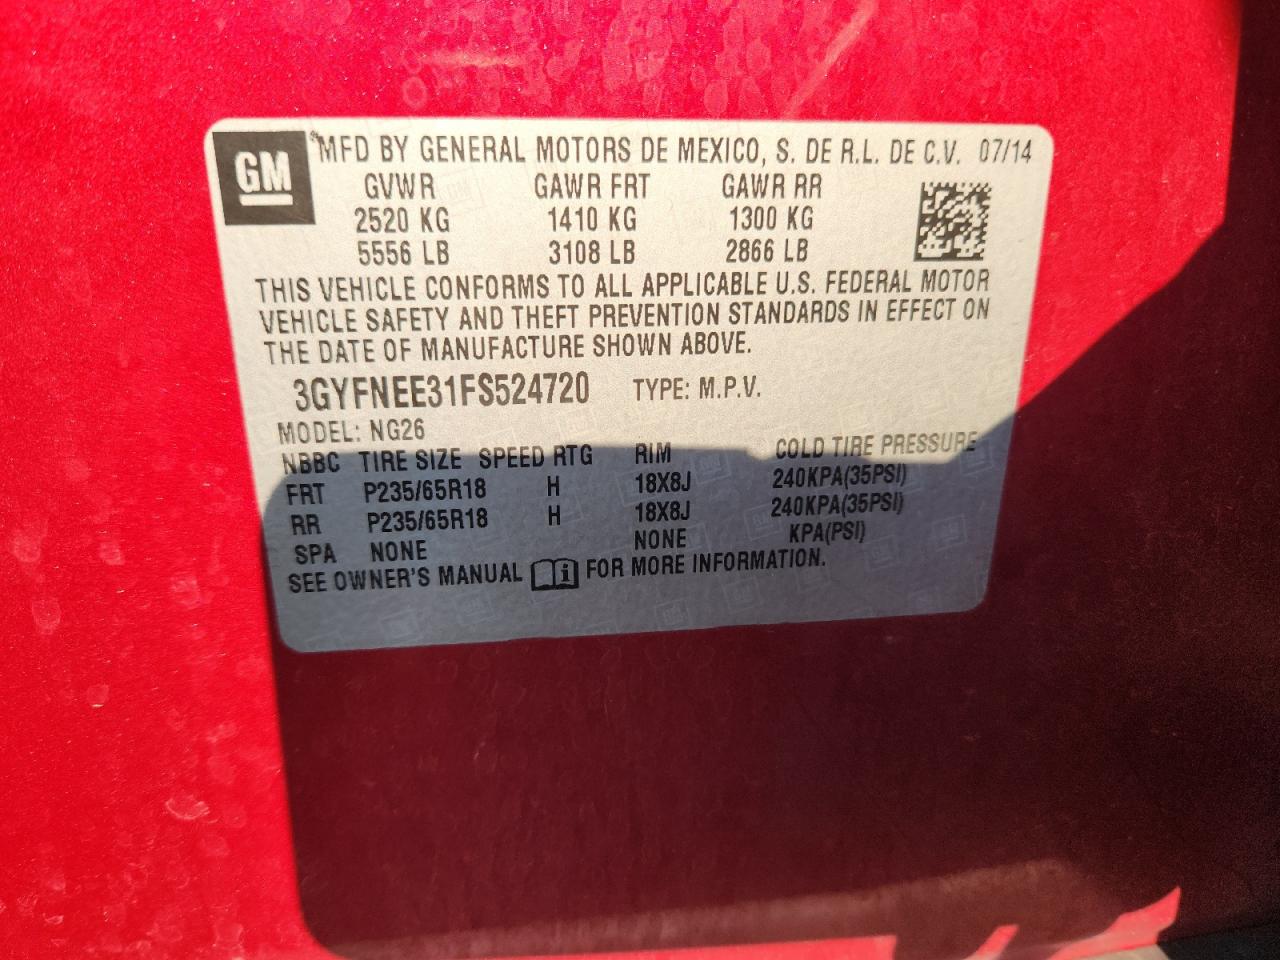 GM
MFD BY GENERAL MOTORS DE MEXICO, S. DE R.L. DE C.V. 07/14
GVWR GAWR FRT GAWR RR
2520 KG 1410 KG 1300 KG
5556 LB 3108 LB 2866 LB
THIS VEHICLE CONFORMS TO ALL APPLICABLE U.S. FEDERAL MOTOR
VEHICLE SAFETY AND THEFT PREVENTION STANDARDS IN EFFECT ON
THE DATE OF MANUFACTURE SHOWN ABOVE.
3GYFNEE31FS524720 TYPE: M.P.V.
MODEL: NG26
NBBC TIRE SIZE SPEED RTG RIM COLD TIRE PRESSURE
FRT P235/65R18 H 18X8J 240KPA(35PSI)
RR P235/65R18 H 18X8J 240KPA(35PSI)
SPA NONE NONE KPA(PSI)
SEE OWNER'S MANUAL i FOR MORE INFORMATION.